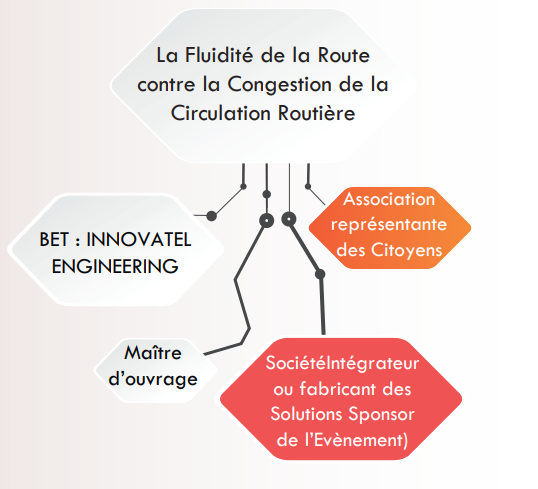 La Fluidité de la Route
contre la Congestion de la
Circulation Routière
Association
représentante
des Citoyens
BET : INNOVATEL
ENGINEERING
Maître
d’ouvrage
SociétéIntégrateur
ou fabricant des
Solutions Sponsor
de l’Evènement)